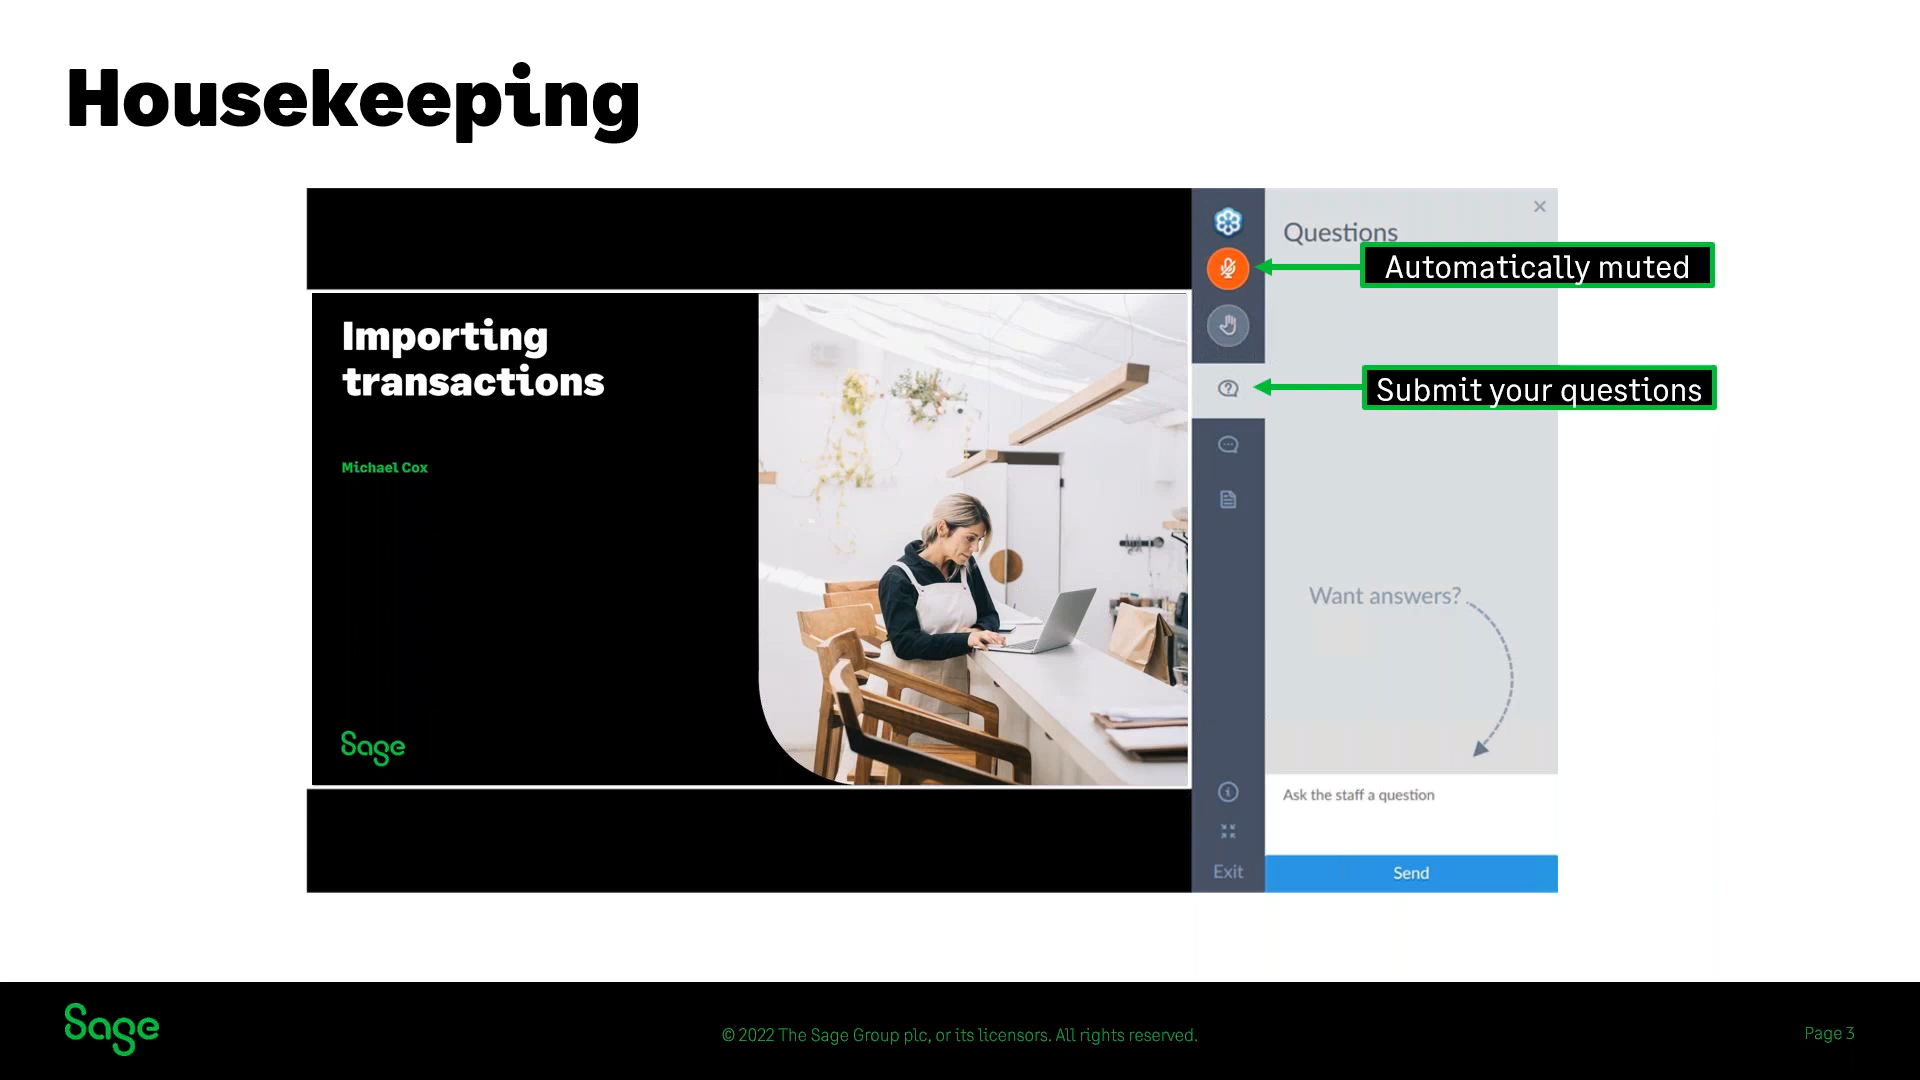 Housekeeping
Questions
Automatically muted
Importing
transactions
Submit your questions
Michael Cox
Want answers?
Sage
Ask the staff a question
Exit
Send
Sage
© 2022 The Sage Group plc, or its licensors. All rights reserved.
Page 3